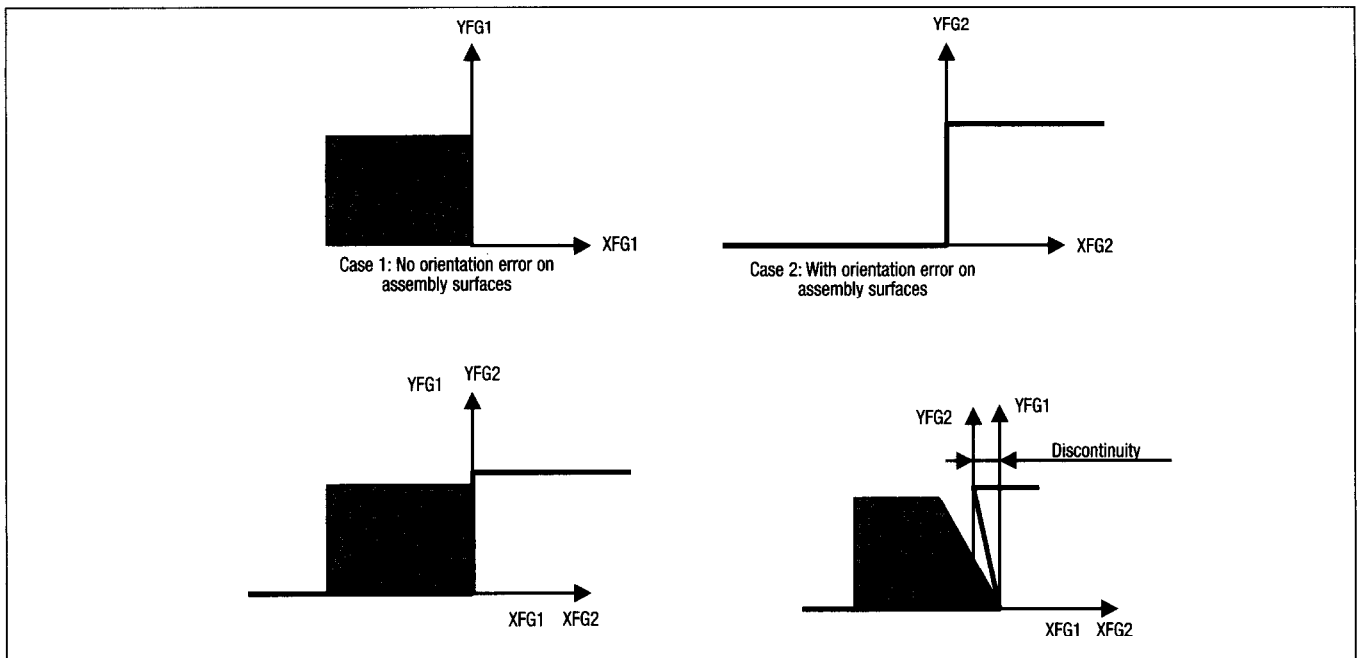 YFG1
YFG2
XFG1
XFG2
Case 1: No orientation error on
assembly surfaces
Case 2: With orientation error on
assembly surfaces
YFG1 YFG2
XFG1 XFG2
YFG2 YFG1
Discontinuity
XFG1 XFG2